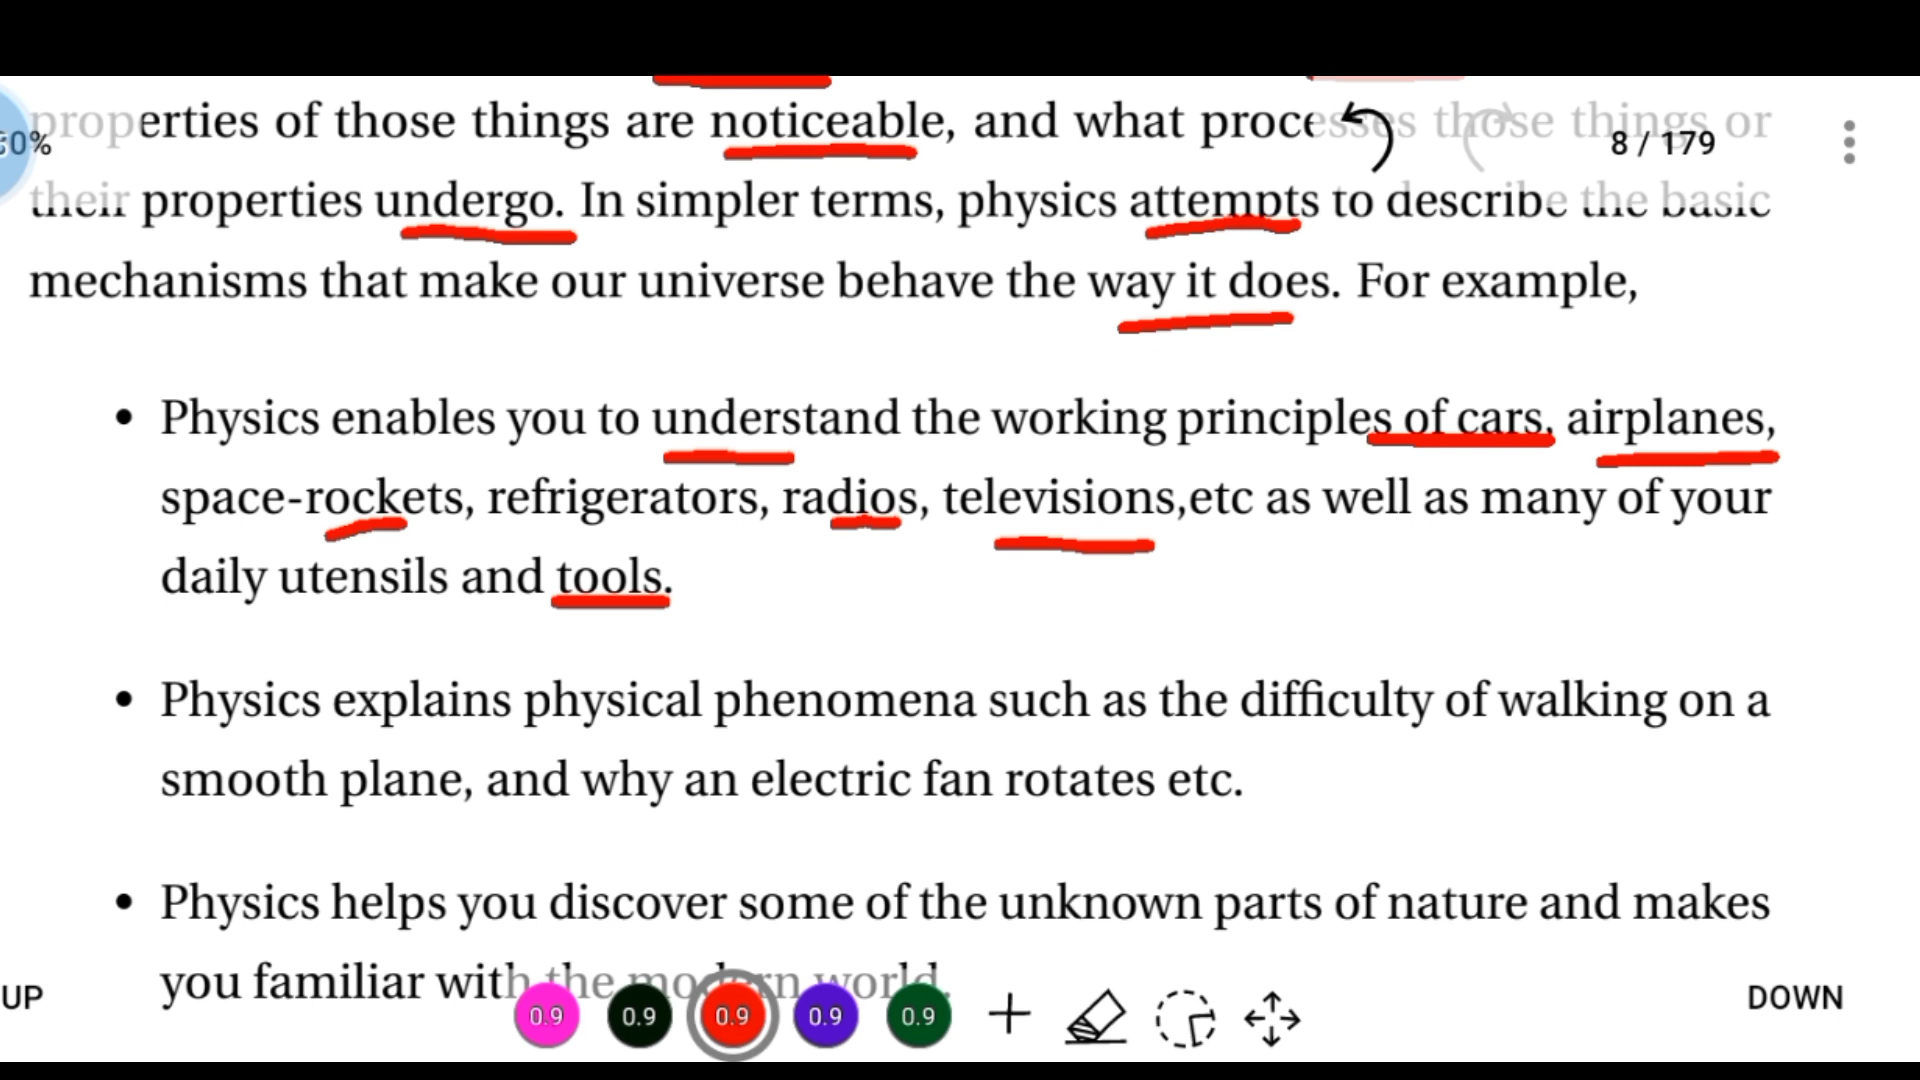 properties of those things are noticeable, and what processes those things or
60%
8 / 179
their properties undergo. In simpler terms, physics attempts to describe the basic
mechanisms that make our universe behave the way it does. For example,
• Physics enables you to understand the working principles of cars, airplanes,
space-rockets, refrigerators, radios, televisions,etc as well as many of your
daily utensils and tools.
• Physics explains physical phenomena such as the difficulty of walking on a
smooth plane, and why an electric fan rotates etc.
• Physics helps you discover some of the unknown parts of nature and makes
you familiar with the modern world.
UP
0.9 0.9 0.9 0.9 0.9
DOWN